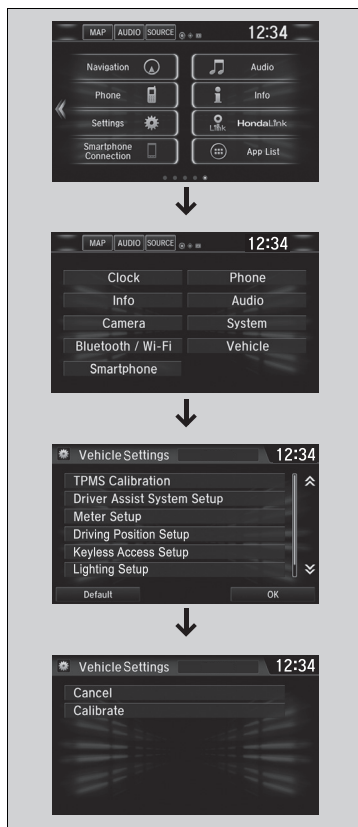 MAP AUDIO SOURCE 12:34
Navigation Audio
Phone Info
Settings Link HondaLink
Smartphone
Connection App List
MAP AUDIO SOURCE 12:34
Clock Phone
Info Audio
Camera System
Bluetooth / Wi-Fi Vehicle
Smartphone
Vehicle Settings 12:34
TPMS Calibration
Driver Assist System Setup
Meter Setup
Driving Position Setup
Keyless Access Setup
Lighting Setup
Default OK
Vehicle Settings 12:34
Cancel
Calibrate